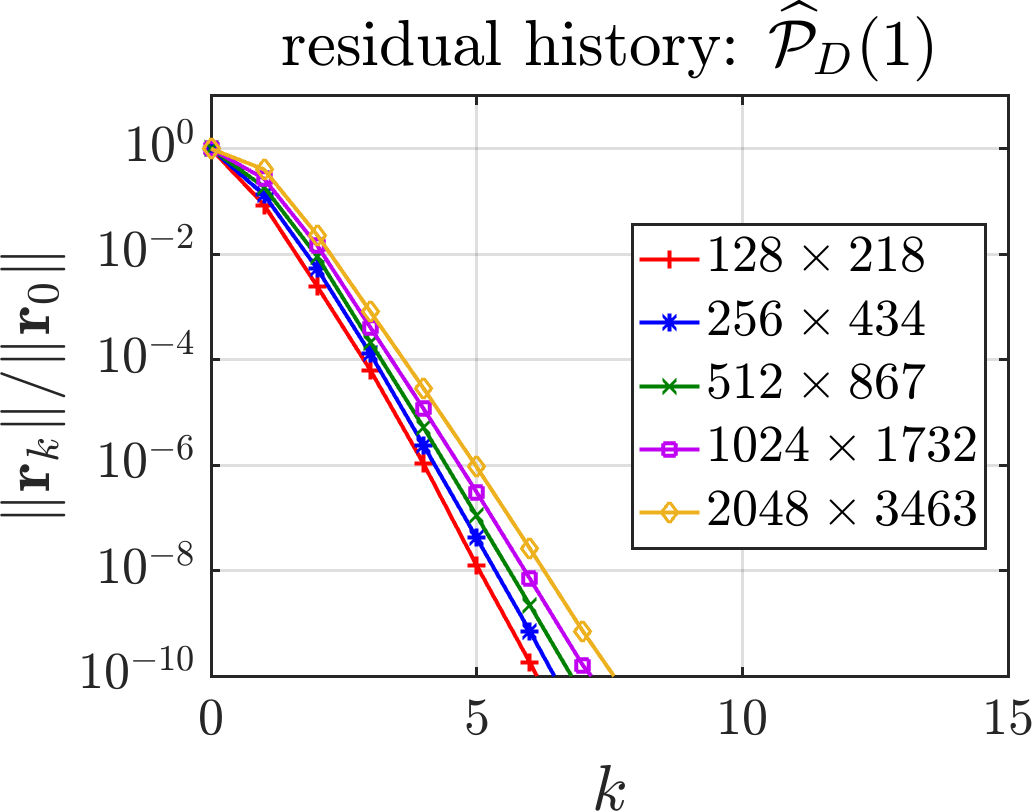 residual history: $\widehat{\mathcal{P}}_D(1)$
$\|\mathbf{r}_k\|/\|\mathbf{r}_0\|$
$10^{0}$
$10^{-2}$
$10^{-4}$
$10^{-6}$
$10^{-8}$
$10^{-10}$
128 × 218
256 × 434
512 × 867
1024 × 1732
2048 × 3463
0 5 10 15
$k$